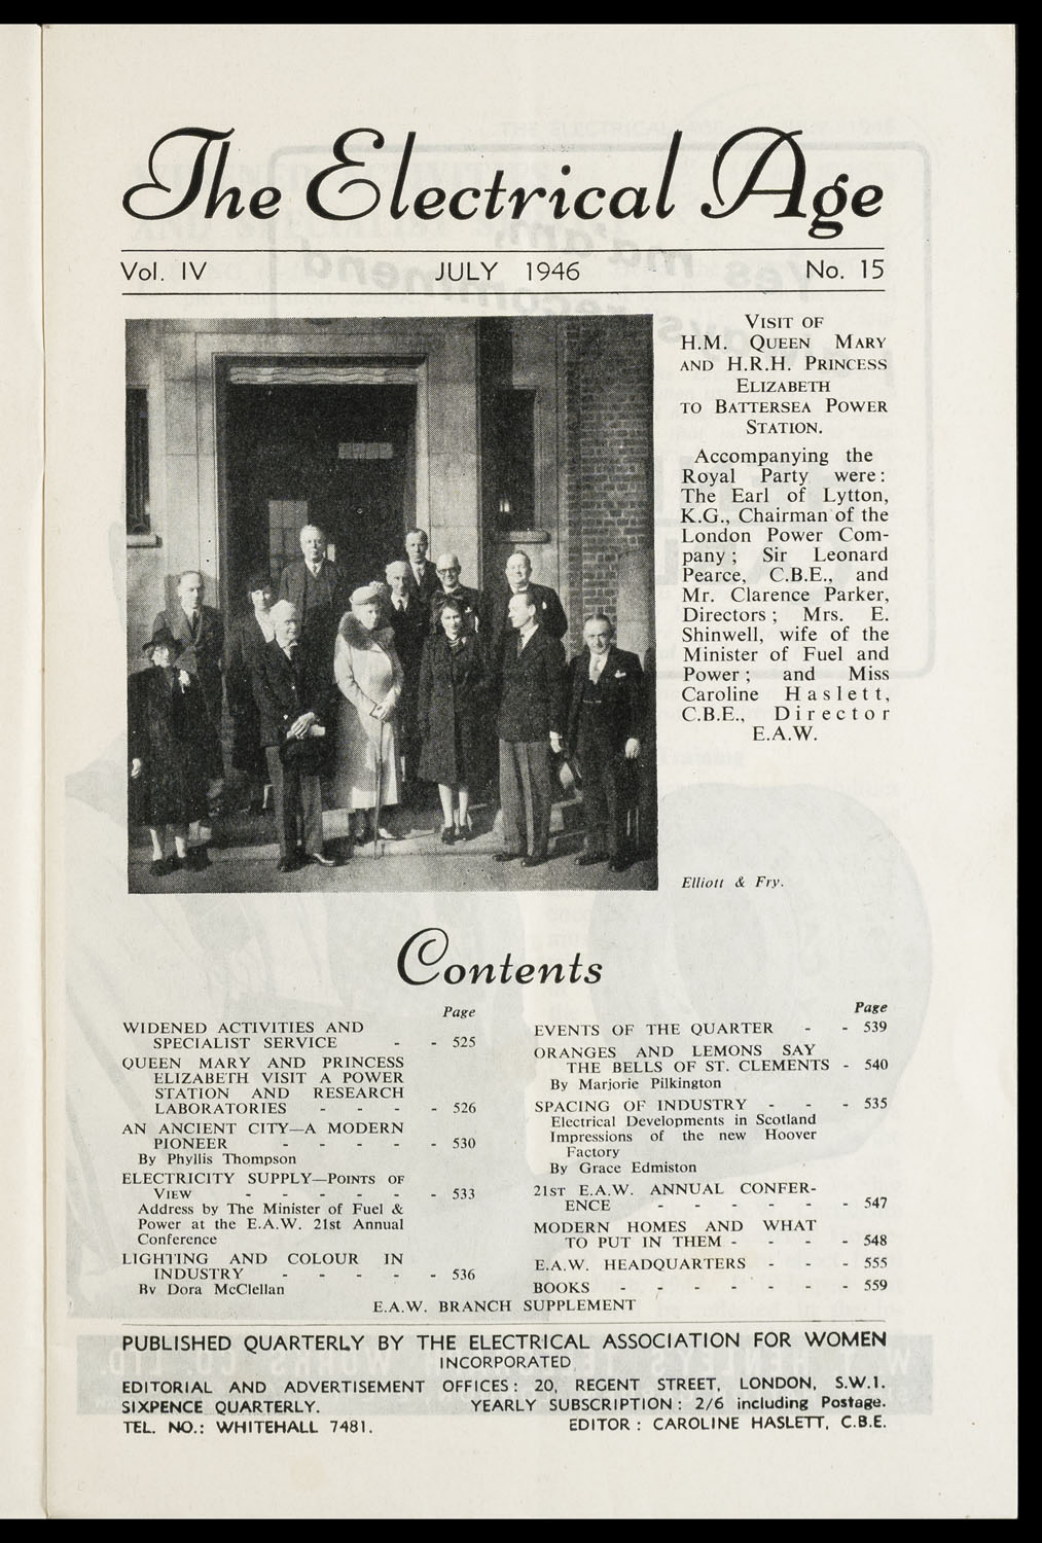 The Electrical Age
Vol. IV JULY 1946 No. 15
VISIT OF
H.M. QUEEN MARY
AND H.R.H. PRINCESS
ELIZABETH
TO BATTERSEA POWER
STATION.
Accompanying the
Royal Party were:
The Earl of Lytton,
K.G., Chairman of the
London Power Com-
pany; Sir Leonard
Pearce, C.B.E., and
Mr. Clarence Parker,
Directors; Mrs. E.
Shinwell, wife of the
Minister of Fuel and
Power; and Miss
Caroline Haslett,
C.B.E., Director
E.A.W.
Elliott & Fry.
Contents
Page
WIDENED ACTIVITIES AND
SPECIALIST SERVICE - - 525
QUEEN MARY AND PRINCESS
ELIZABETH VISIT A POWER
STATION AND RESEARCH
LABORATORIES - - - - 526
AN ANCIENT CITY—A MODERN
PIONEER - - - - - 530
By Phyllis Thompson
ELECTRICITY SUPPLY—POINTS OF
VIEW - - - - - - 533
Address by The Minister of Fuel &
Power at the E.A.W. 21st Annual
Conference
LIGHTING AND COLOUR IN
INDUSTRY - - - - - 536
By Dora McClellan
Page
EVENTS OF THE QUARTER - - 539
ORANGES AND LEMONS SAY
THE BELLS OF ST. CLEMENTS - 540
By Marjorie Pilkington
SPACING OF INDUSTRY - - - 535
Electrical Developments in Scotland
Impressions of the new Hoover
Factory
By Grace Edmiston
21ST E.A.W. ANNUAL CONFER-
ENCE - - - - - - 547
MODERN HOMES AND WHAT
TO PUT IN THEM - - - - 548
E.A.W. HEADQUARTERS - - - 555
BOOKS - - - - - - - 559
E.A.W. BRANCH SUPPLEMENT
PUBLISHED QUARTERLY BY THE ELECTRICAL ASSOCIATION FOR WOMEN
INCORPORATED
EDITORIAL AND ADVERTISEMENT OFFICES: 20, REGENT STREET, LONDON, S.W.1.
SIXPENCE QUARTERLY. YEARLY SUBSCRIPTION: 2/6 including Postage.
TEL. NO.: WHITEHALL 7481. EDITOR: CAROLINE HASLETT, C.B.E.